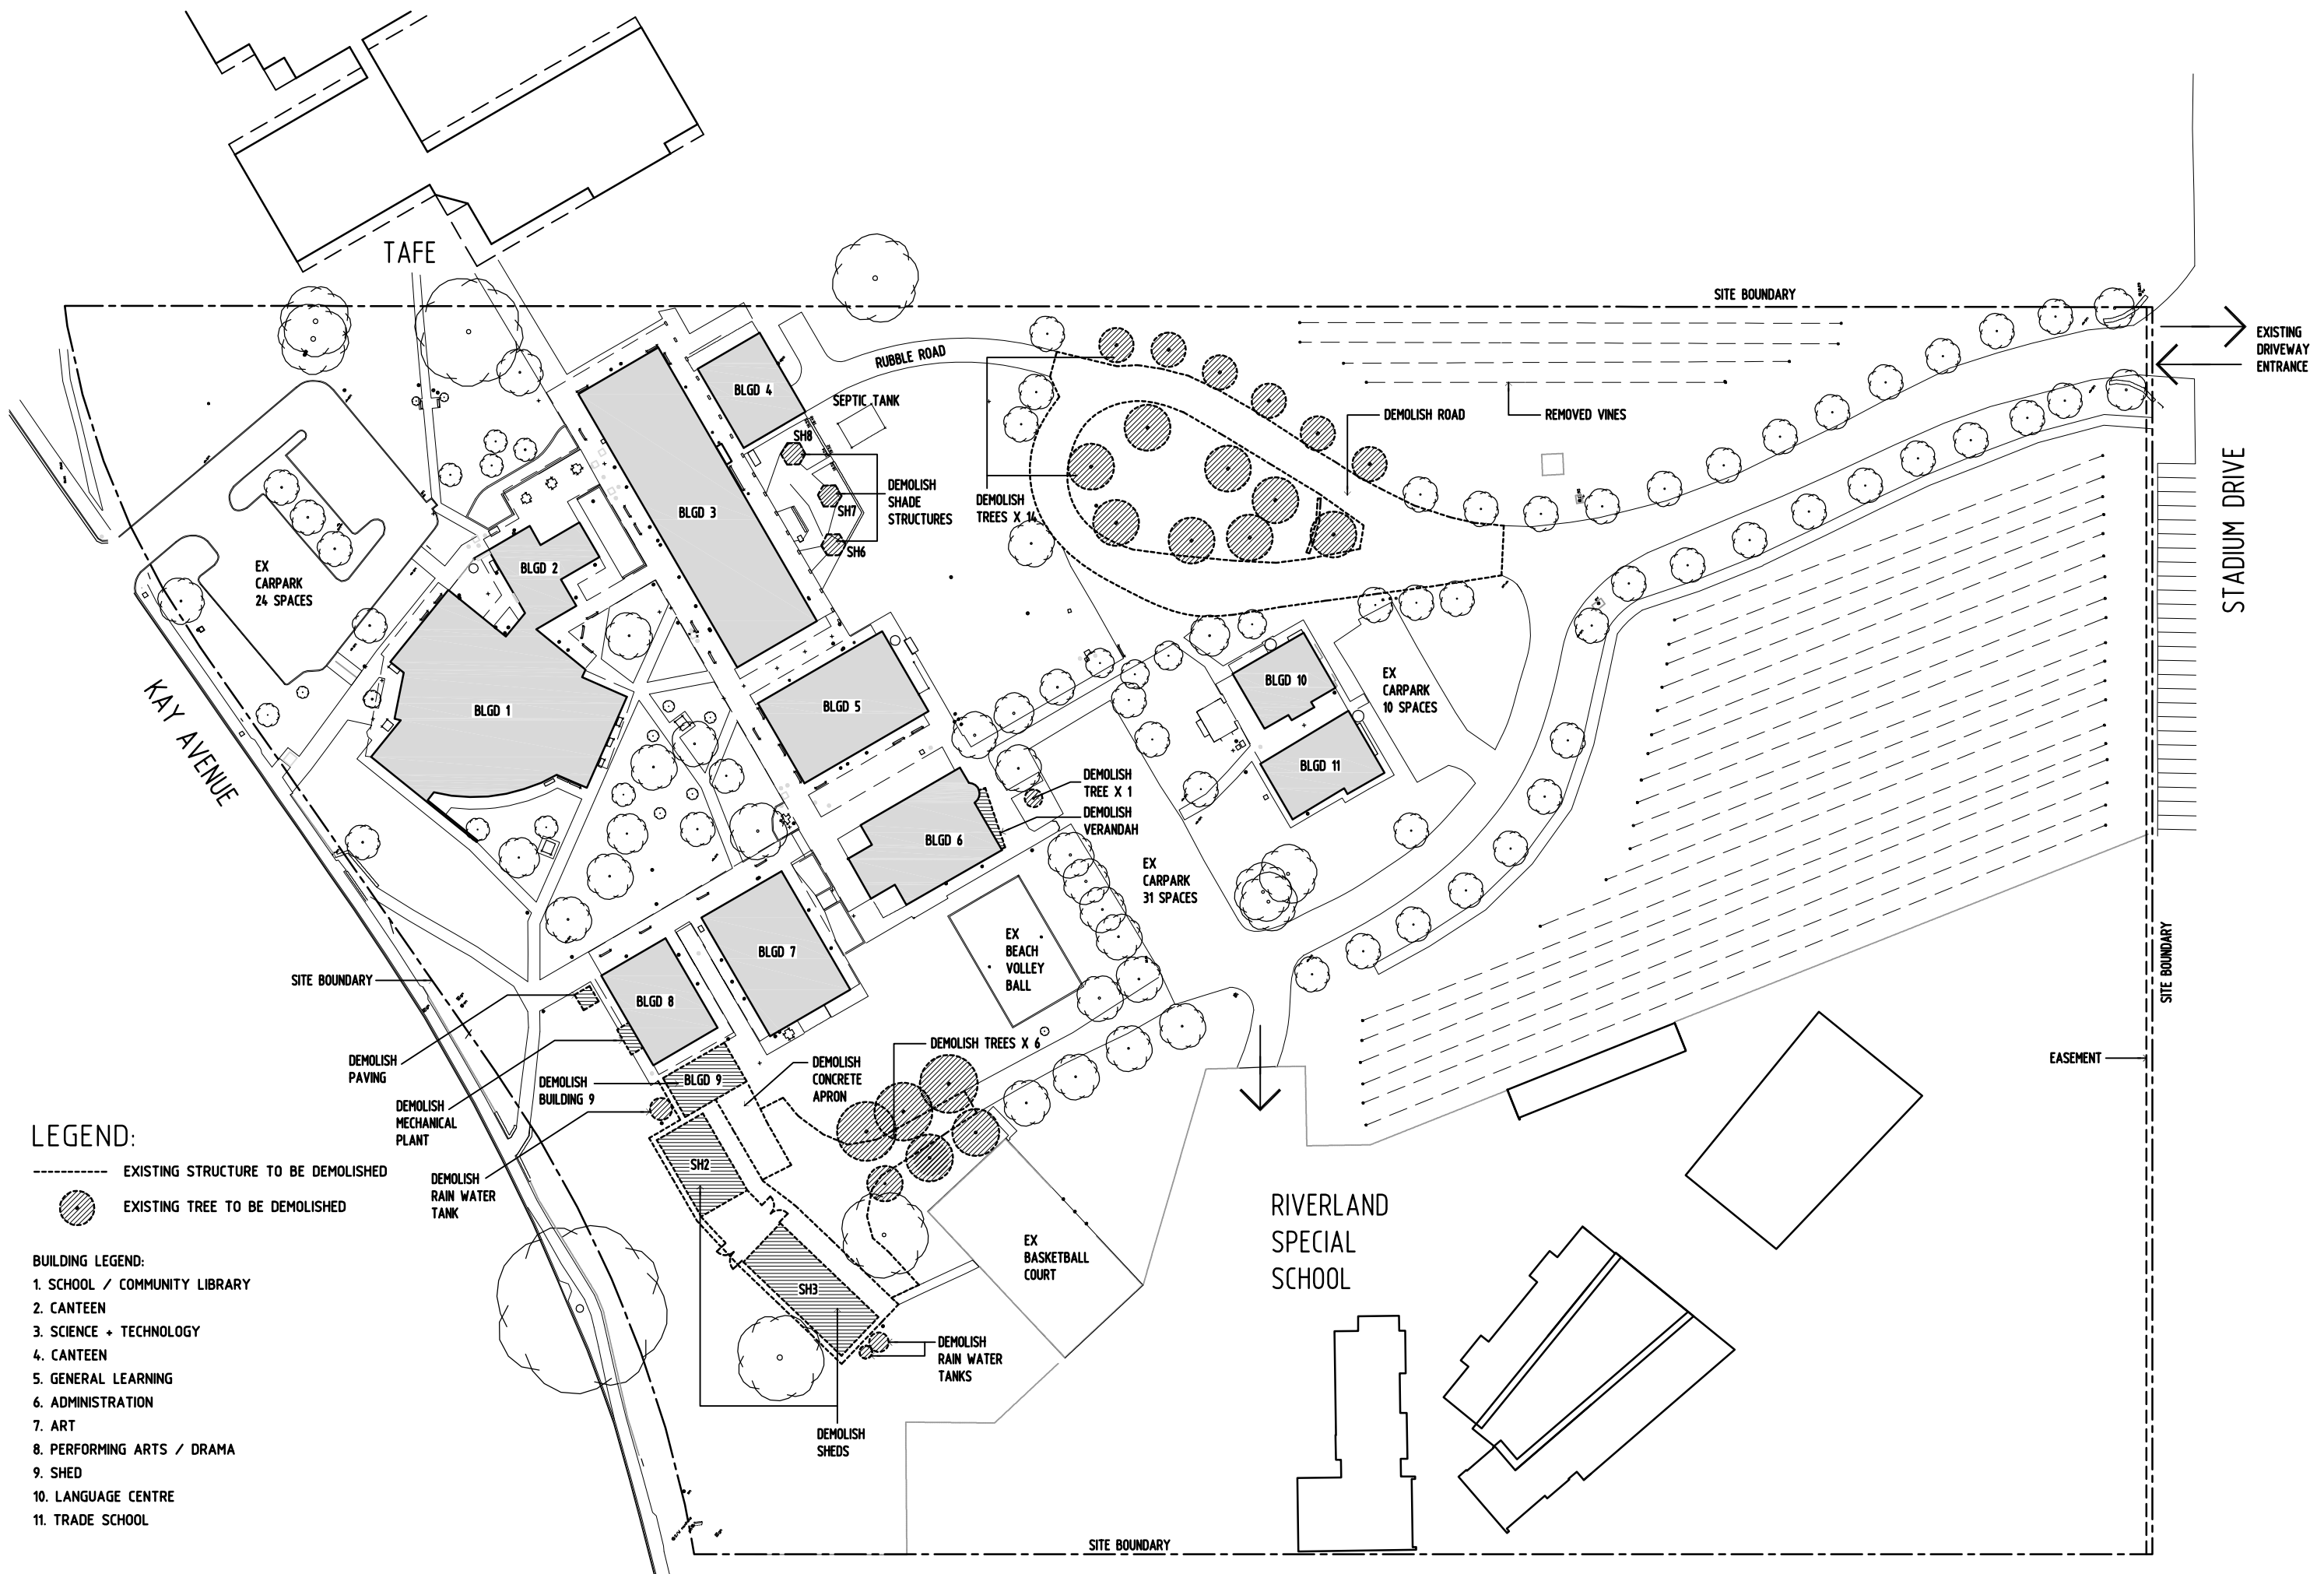 TAFE
SITE BOUNDARY
EXISTING
DRIVEWAY
ENTRANCE
RUBBLE ROAD
BLGD 4
SEPTIC TANK
SH8
DEMOLISH
SHADE
STRUCTURES
SH7
SH6
BLGD 3
DEMOLISH
TREES X 14
DEMOLISH ROAD
REMOVED VINES
STADIUM DRIVE
BLGD 2
EX
CARPARK
24 SPACES
KAY AVENUE
BLGD 1
BLGD 5
BLGD 10
EX
CARPARK
10 SPACES
BLGD 11
DEMOLISH
TREE X 1
DEMOLISH
VERANDAH
BLGD 6
EX
CARPARK
31 SPACES
EX
BEACH
VOLLEY
BALL
BLGD 7
SITE BOUNDARY
BLGD 8
SITE BOUNDARY
EASEMENT
DEMOLISH
PAVING
DEMOLISH
MECHANICAL
PLANT
DEMOLISH
BUILDING 9
BLGD 9
DEMOLISH
CONCRETE
APRON
DEMOLISH TREES X 6
DEMOLISH
RAIN WATER
TANK
SH2
SH3
EX
BASKETBALL
COURT
RIVERLAND
SPECIAL
SCHOOL
DEMOLISH
RAIN WATER
TANKS
DEMOLISH
SHEDS
SITE BOUNDARY
LEGEND:
EXISTING STRUCTURE TO BE DEMOLISHED
EXISTING TREE TO BE DEMOLISHED
BUILDING LEGEND:
1. SCHOOL / COMMUNITY LIBRARY
2. CANTEEN
3. SCIENCE + TECHNOLOGY
4. CANTEEN
5. GENERAL LEARNING
6. ADMINISTRATION
7. ART
8. PERFORMING ARTS / DRAMA
9. SHED
10. LANGUAGE CENTRE
11. TRADE SCHOOL